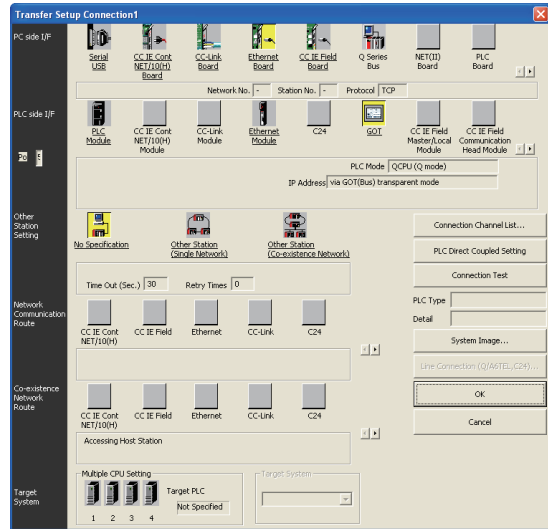 Transfer Setup Connection1
PC side I/F
Serial USB
CC IE Cont NET/10(H) Board
CC-Link Board
Ethernet Board
CC IE Field Board
Q Series Bus
NET(II) Board
PLC Board
Network No. - Station No. - Protocol TCP
PLC side I/F
PLC Module
CC IE Cont NET/10(H) Module
CC-Link Module
Ethernet Module
C24
GOT
CC IE Field Master/Local Module
CC IE Field Communication Head Module
PLC Mode QCPU (Q mode)
IP Address via GOT(Bus) transparent mode
Other Station Setting
No Specification
Other Station (Single Network)
Other Station (Co-existence Network)
Time Out (Sec.) 30 Retry Times 0
Network Communication Route
CC IE Cont NET/10(H)
CC IE Field
Ethernet
CC-Link
C24
Co-existence Network Route
CC IE Cont NET/10(H)
CC IE Field
Ethernet
CC-Link
C24
Accessing Host Station
Target System
Multiple CPU Setting
1 2 3 4
Target PLC
Not Specified
Target System
Connection Channel List...
PLC Direct Coupled Setting
Connection Test
PLC Type
Detail
System Image...
Line Connection (Q/A6TEL,C24)...
OK
Cancel